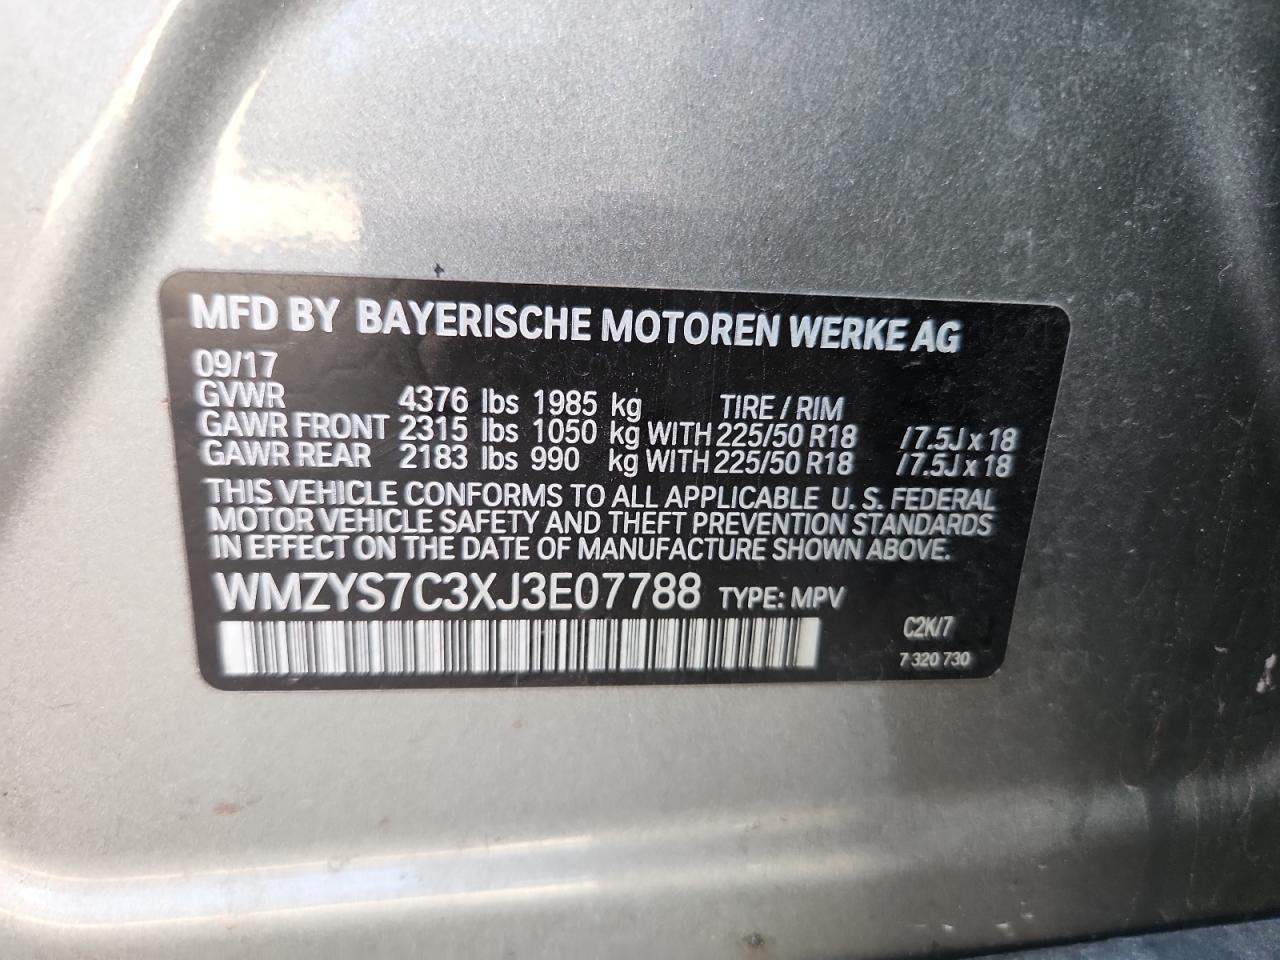 MFD BY BAYERISCHE MOTOREN WERKE AG
09/17
GVWR 4376 lbs 1985 kg TIRE / RIM
GAWR FRONT 2315 lbs 1050 kg WITH 225/50 R18 /7.5J x 18
GAWR REAR 2183 lbs 990 kg WITH 225/50 R18 /7.5J x 18
THIS VEHICLE CONFORMS TO ALL APPLICABLE U. S. FEDERAL
MOTOR VEHICLE SAFETY AND THEFT PREVENTION STANDARDS
IN EFFECT ON THE DATE OF MANUFACTURE SHOWN ABOVE.
WMZYS7C3XJ3E07788 TYPE: MPV
C2K/7
7 320 730